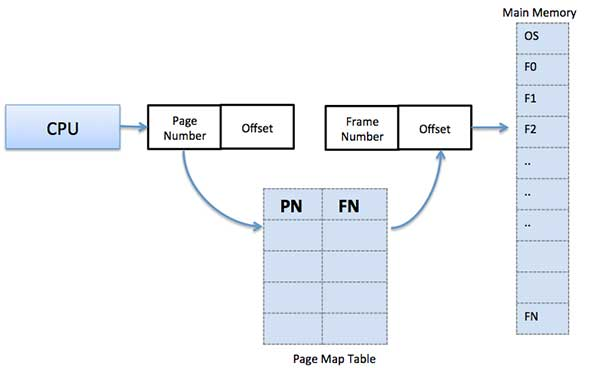 Main Memory
OS
F0
F1
F2
..
..
..
FN
CPU
Page
Number
Offset
Frame
Number
Offset
PN
FN
Page Map Table